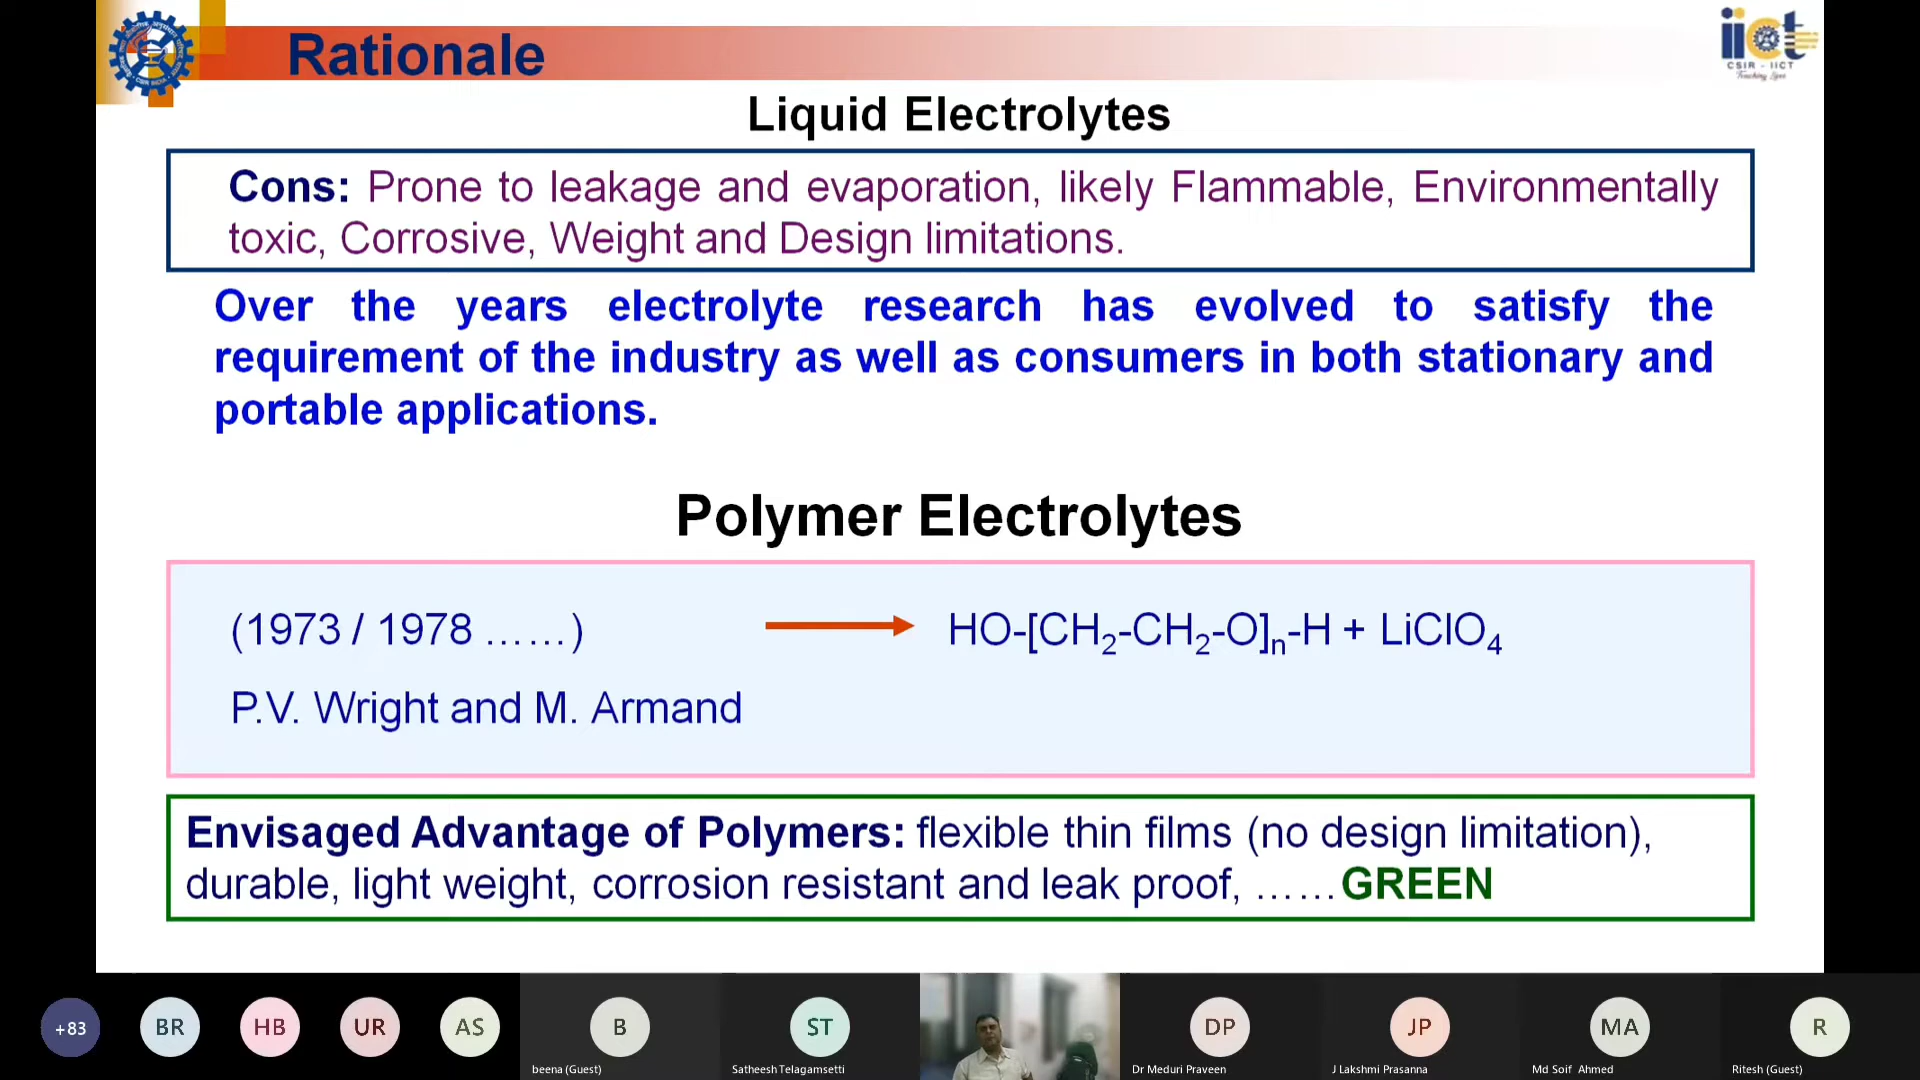 Rationale
iict
CSIR - IICT
Touching Lives
Liquid Electrolytes
Cons: Prone to leakage and evaporation, likely Flammable, Environmentally
toxic, Corrosive, Weight and Design limitations.
Over the years electrolyte research has evolved to satisfy the
requirement of the industry as well as consumers in both stationary and
portable applications.
Polymer Electrolytes
(1973 / 1978 ……)
HO-[CH₂-CH₂-O]ₙ-H + LiClO₄
P.V. Wright and M. Armand
Envisaged Advantage of Polymers: flexible thin films (no design limitation),
durable, light weight, corrosion resistant and leak proof, ……GREEN
+83
BR
HB
UR
AS
B
ST
DP
JP
MA
R
beena (Guest)
Satheesh Telagamsetti
Dr Meduri Praveen
J Lakshmi Prasanna
Md Soif Ahmed
Ritesh (Guest)